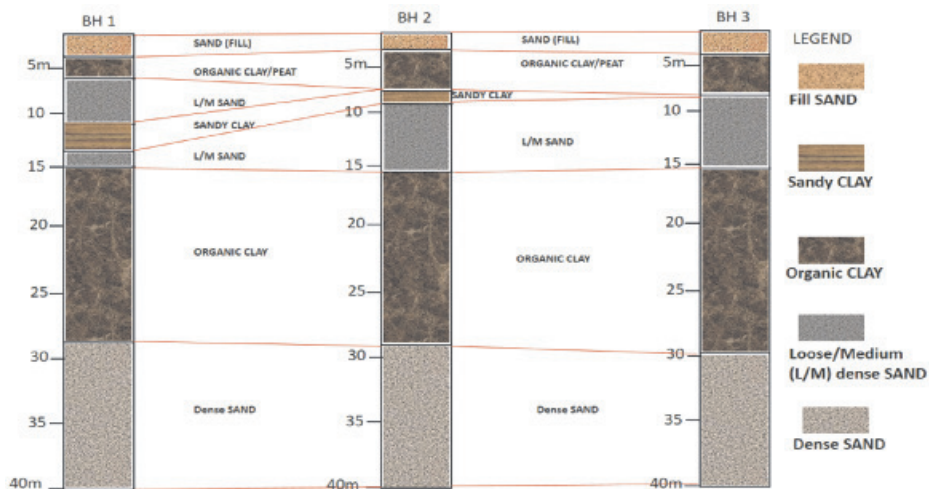 BH 1
BH 2
BH 3
SAND (FILL)
SAND (FILL)
LEGEND
5m
ORGANIC CLAY/PEAT
5m
ORGANIC CLAY/PEAT
5m
Fill SAND
10
L/M SAND
10
SANDY CLAY
10
SANDY CLAY
L/M SAND
15
L/M SAND
15
15
Sandy CLAY
20
20
20
ORGANIC CLAY
ORGANIC CLAY
Organic CLAY
25
25
25
30
30
30
Loose/Medium
(L/M) dense SAND
35
Dense SAND
35
Dense SAND
35
Dense SAND
40m
40m
40m